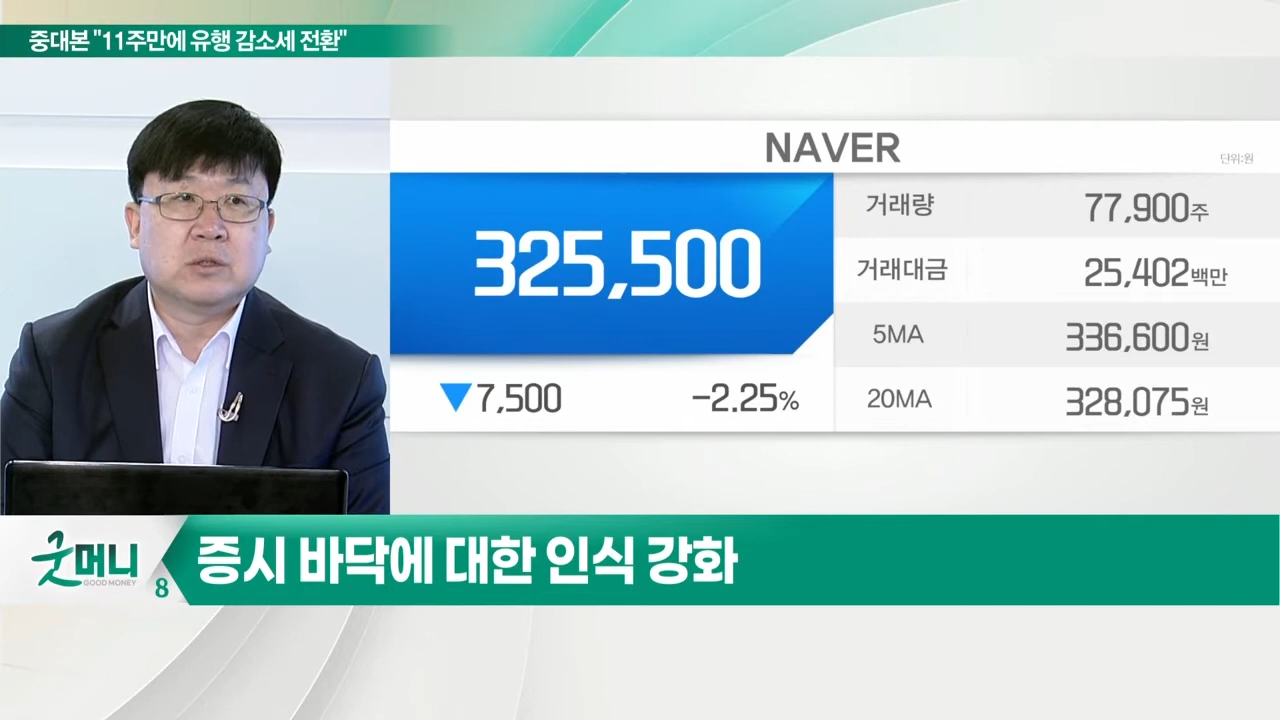 중대본 "11주만에 유행 감소세 전환"
NAVER
단위:원
325,500
▼7,500 -2.25%
거래량 77,900주
거래대금 25,402백만
5MA 336,600원
20MA 328,075원
굿머니
GOOD MONEY
8
증시 바닥에 대한 인식 강화